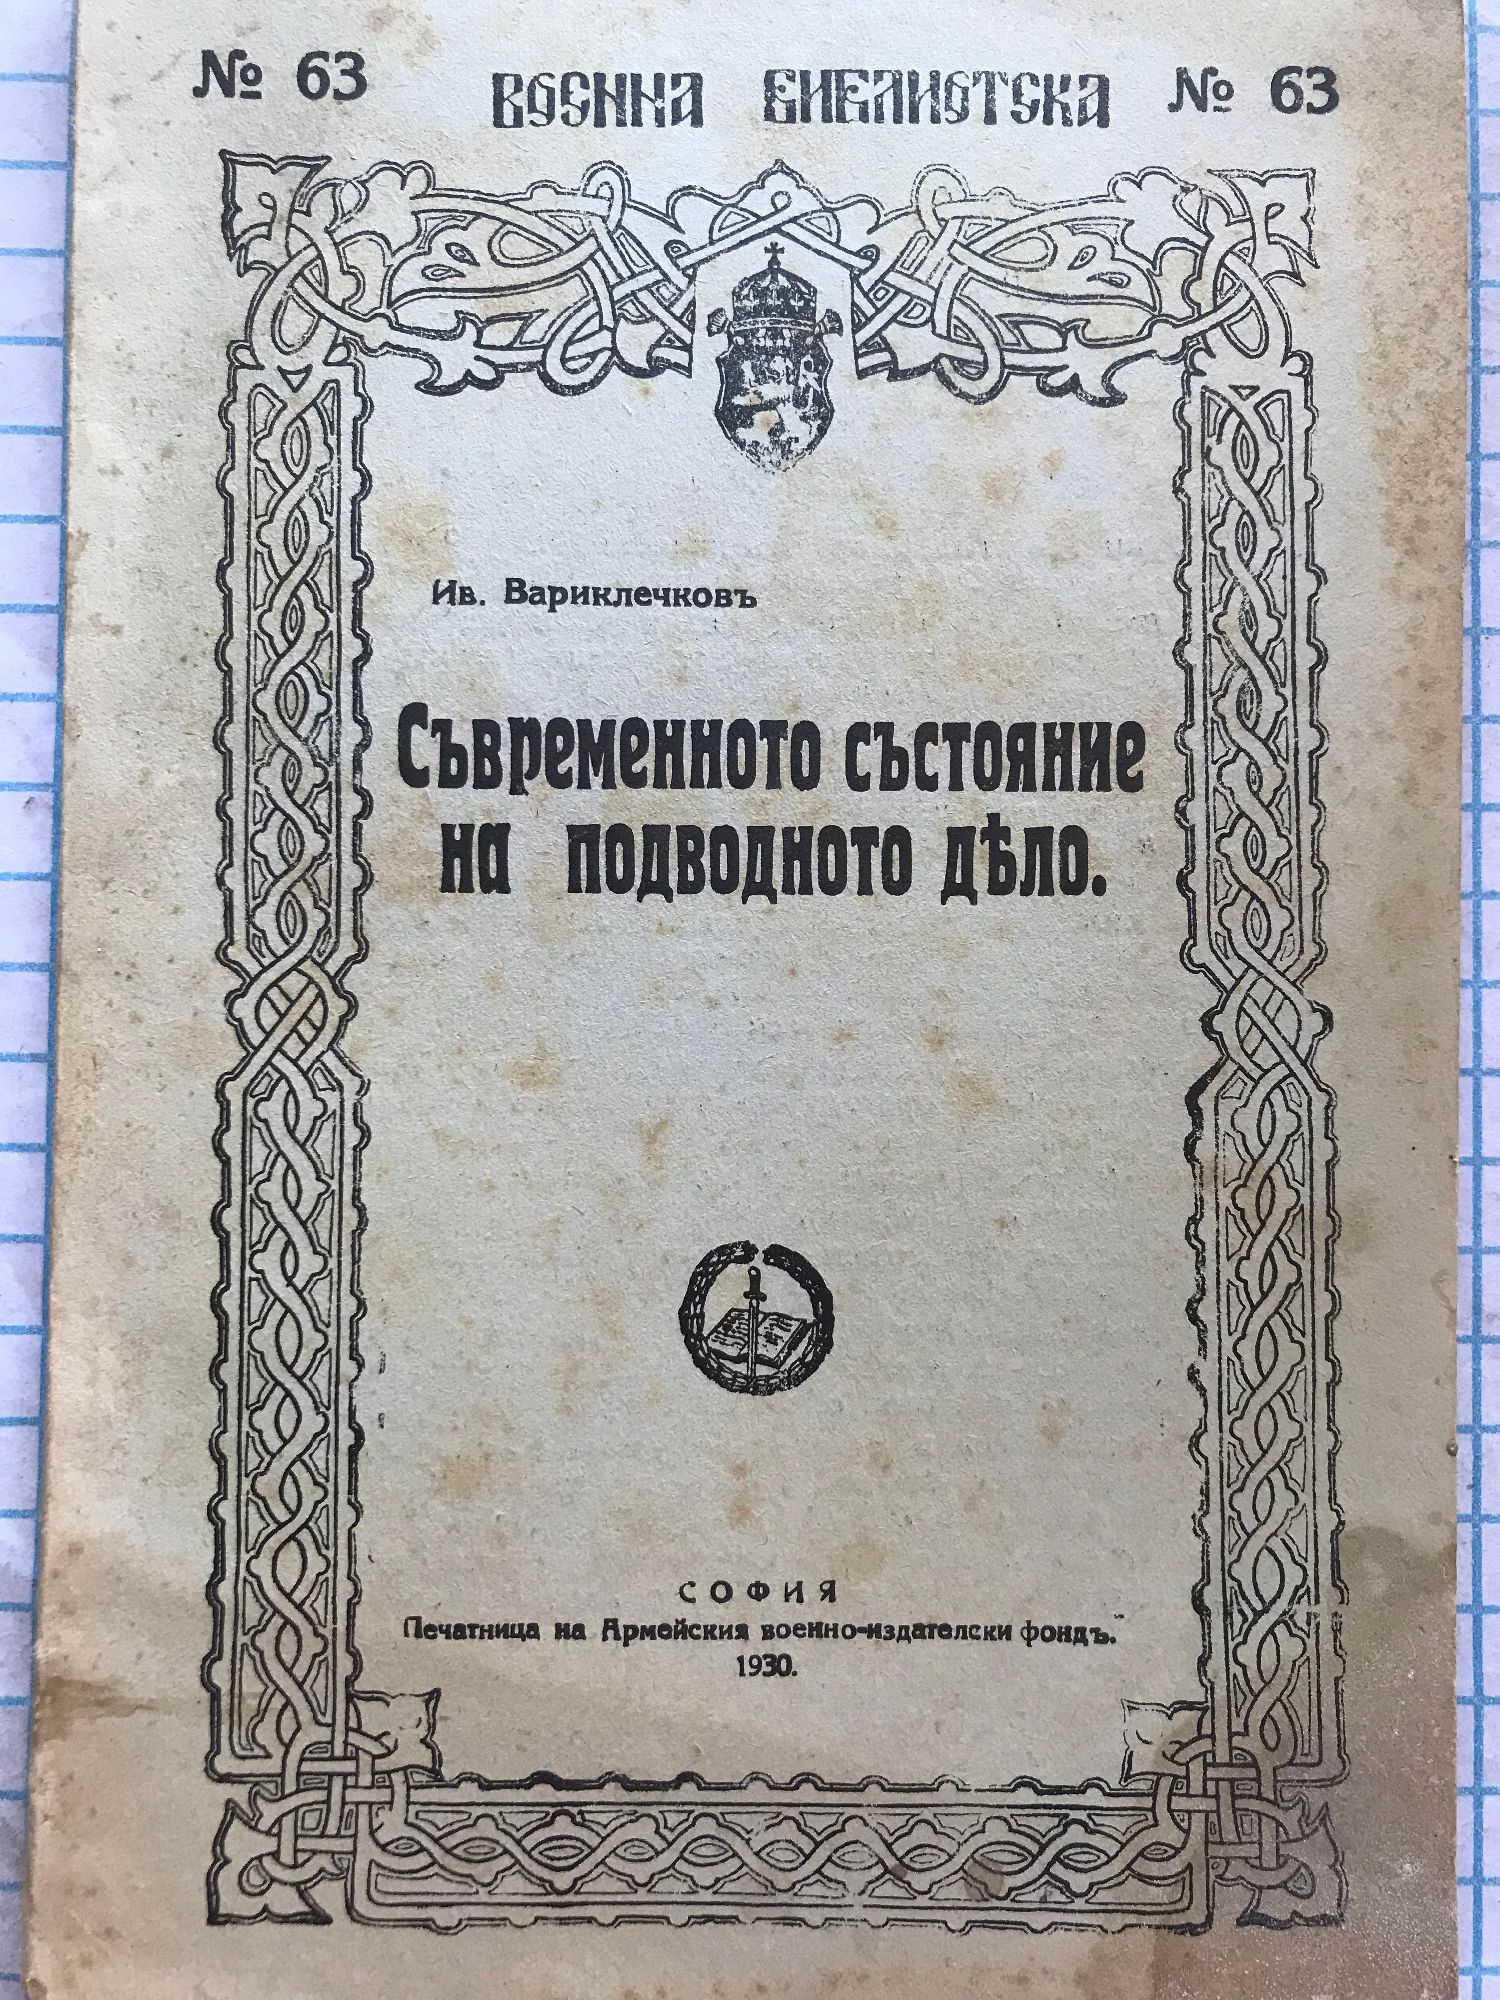 № 63 ВОЕННА БИБЛИОТЕКА № 63
Ив. Вариклечковъ
Съвременното състояние
на подводното дѣло.
СОФИЯ
Печатница на Армейския военно-издателски фондъ.
1930.